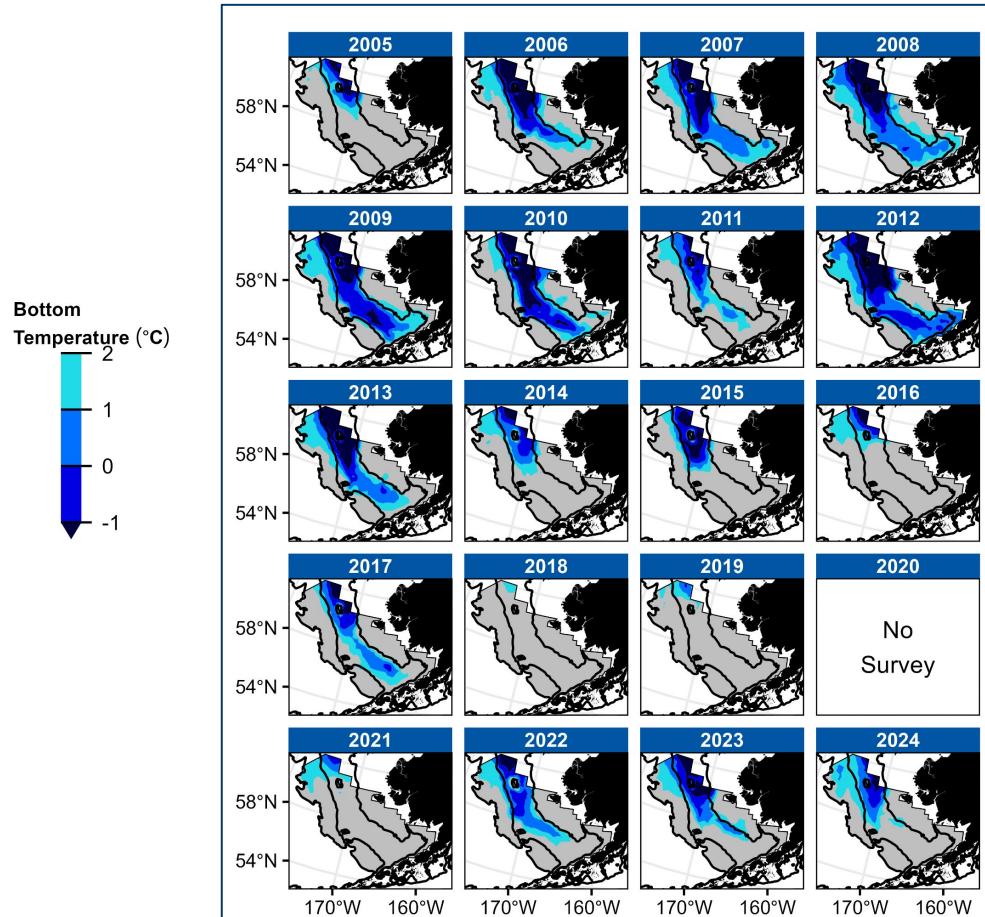 2005 2006 2007 2008
58°N
54°N
2009 2010 2011 2012
58°N
54°N
Bottom
Temperature (°C)
2
1
0
-1
2013 2014 2015 2016
58°N
54°N
2017 2018 2019 2020
58°N
54°N
No
Survey
2021 2022 2023 2024
58°N
54°N
170°W 160°W 170°W 160°W 170°W 160°W 170°W 160°W